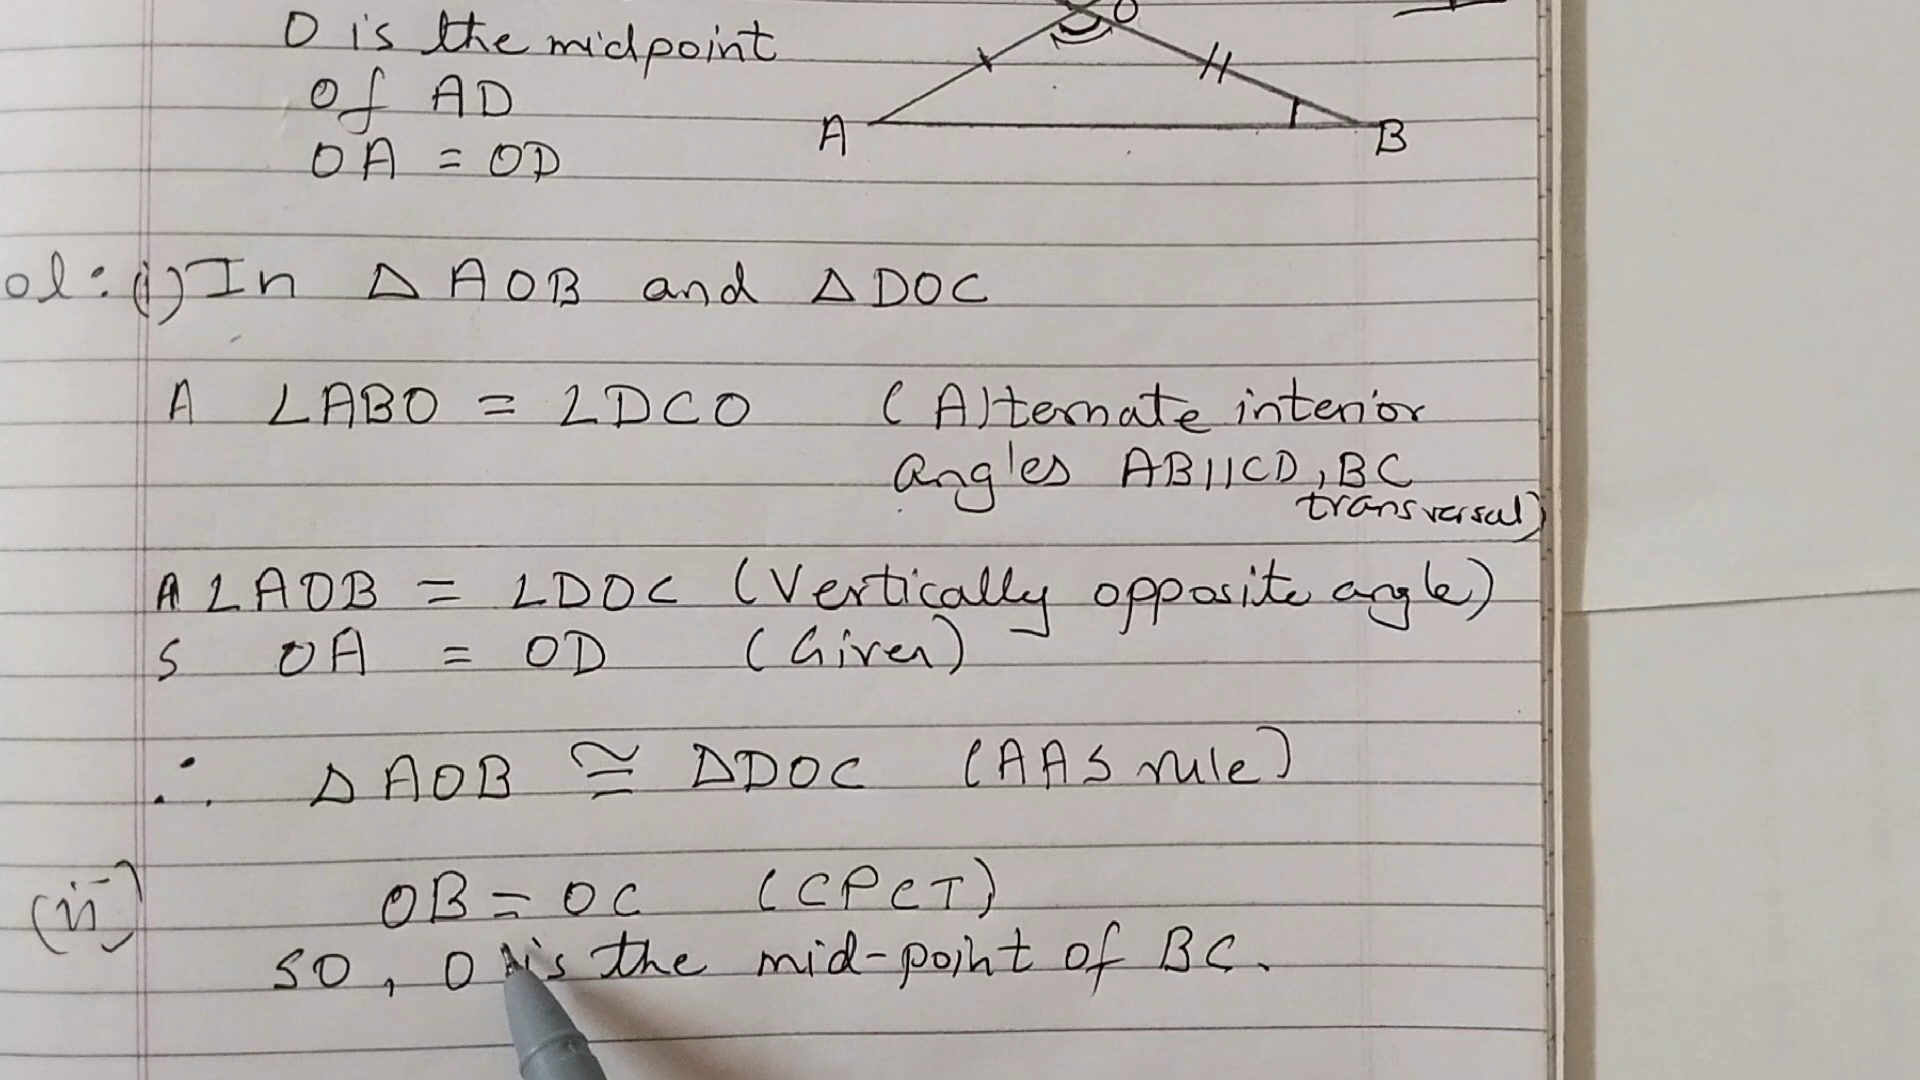 O is the midpoint
of AD
OA = OD
O
A
B
ol: (i) In △ AOB and △ DOC
A ∠ABO = ∠DCO (Alternate interior
angles AB||CD, BC
transversal)
A ∠AOB = ∠DOC (Vertically opposite angle)
S OA = OD (Given)
∴ △ AOB ≅ △DOC (AAS rule)
(ii) OB = OC (CPCT)
So, O is the mid-point of BC.